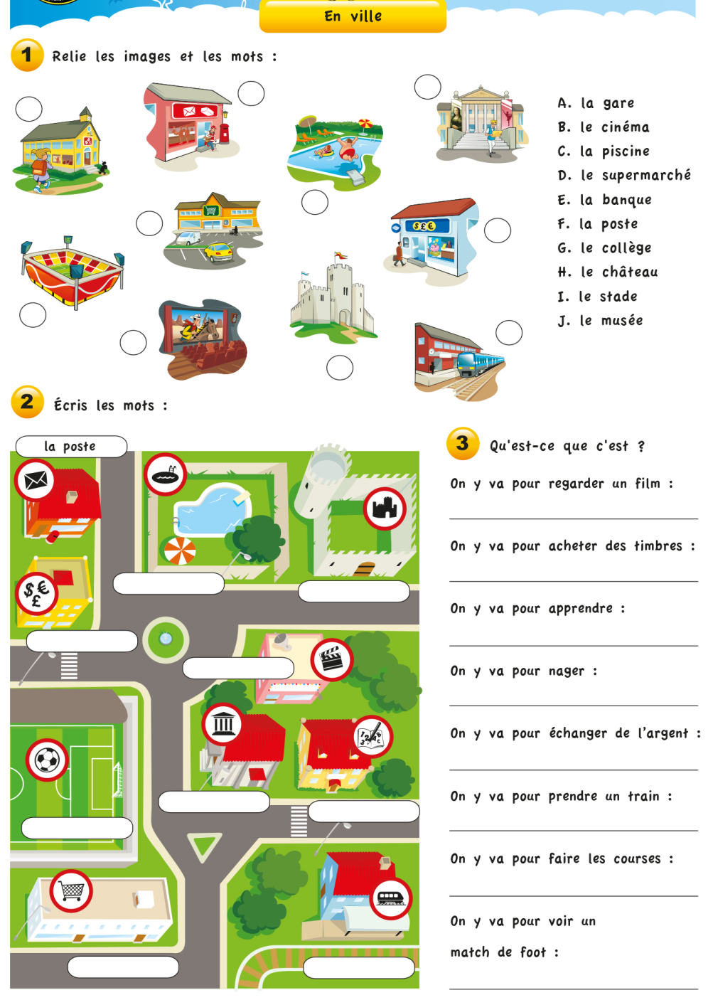 En ville
1 Relie les images et les mots :
A. la gare
B. le cinéma
C. la piscine
D. le supermarché
E. la banque
F. la poste
G. le collège
H. le château
I. le stade
J. le musée
$ £ €
2 Écris les mots :
la poste
$ €
£
3 Qu'est-ce que c'est ?
On y va pour regarder un film :
On y va pour acheter des timbres :
On y va pour apprendre :
On y va pour nager :
On y va pour échanger de l'argent :
On y va pour prendre un train :
On y va pour faire les courses :
On y va pour voir un
match de foot :